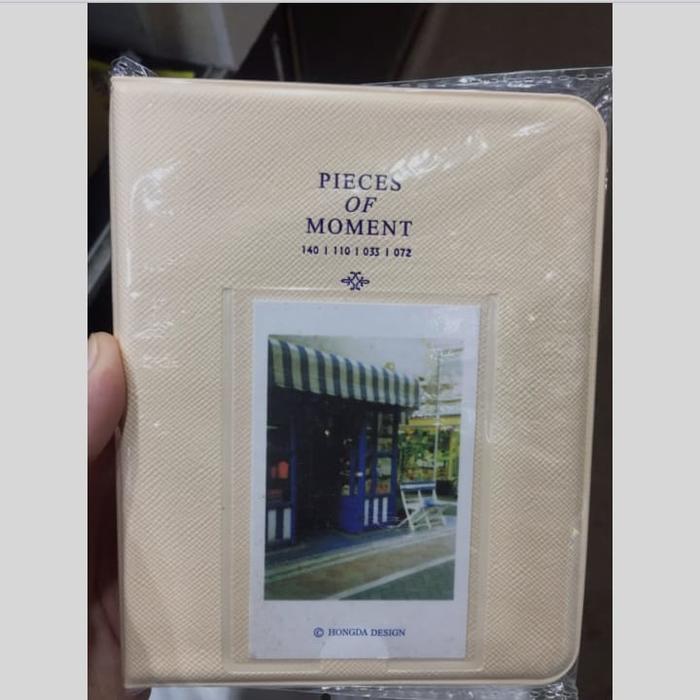 PIECES
OF
MOMENT
140 | 110 | 033 | 072
© HONGDA DESIGN